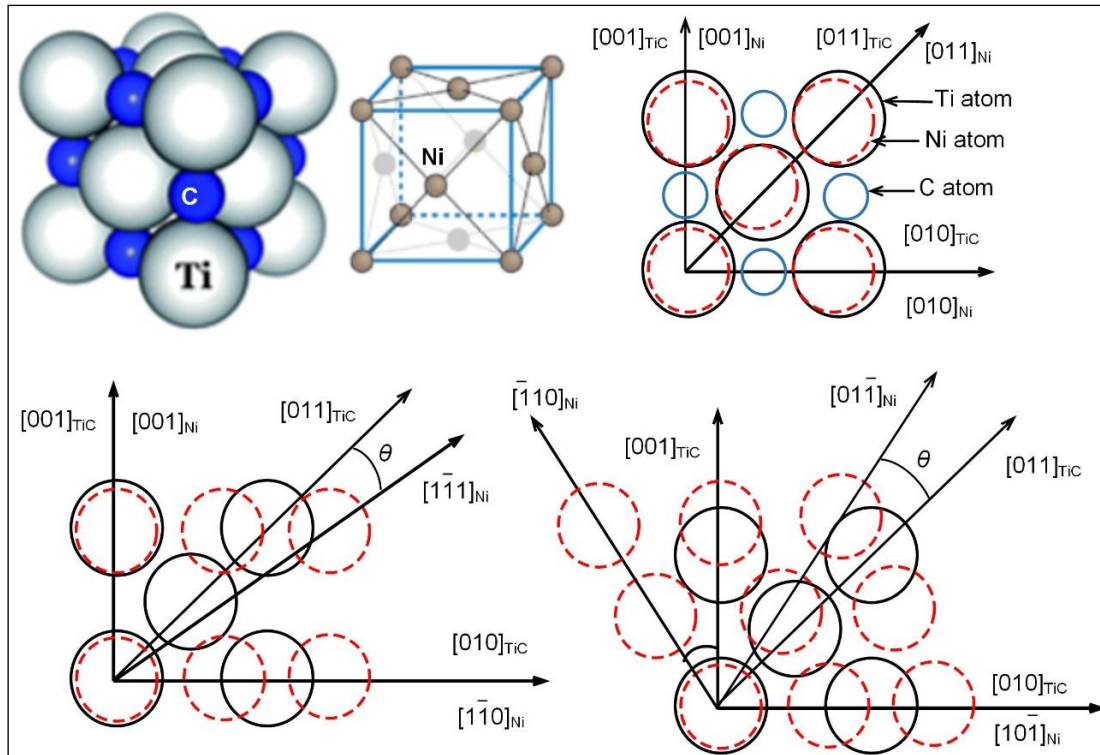 Ni
C
Ti
[001]TiC
[001]Ni
[011]TiC
[011]Ni
Ti atom
Ni atom
C atom
[010]TiC
[010]Ni
[001]TiC
[001]Ni
[011]TiC
θ
[1̄1̄1]Ni
[010]TiC
[11̄0]Ni
[1̄10]Ni
[001]TiC
[011̄]Ni
θ
[011]TiC
[010]TiC
[101̄]Ni